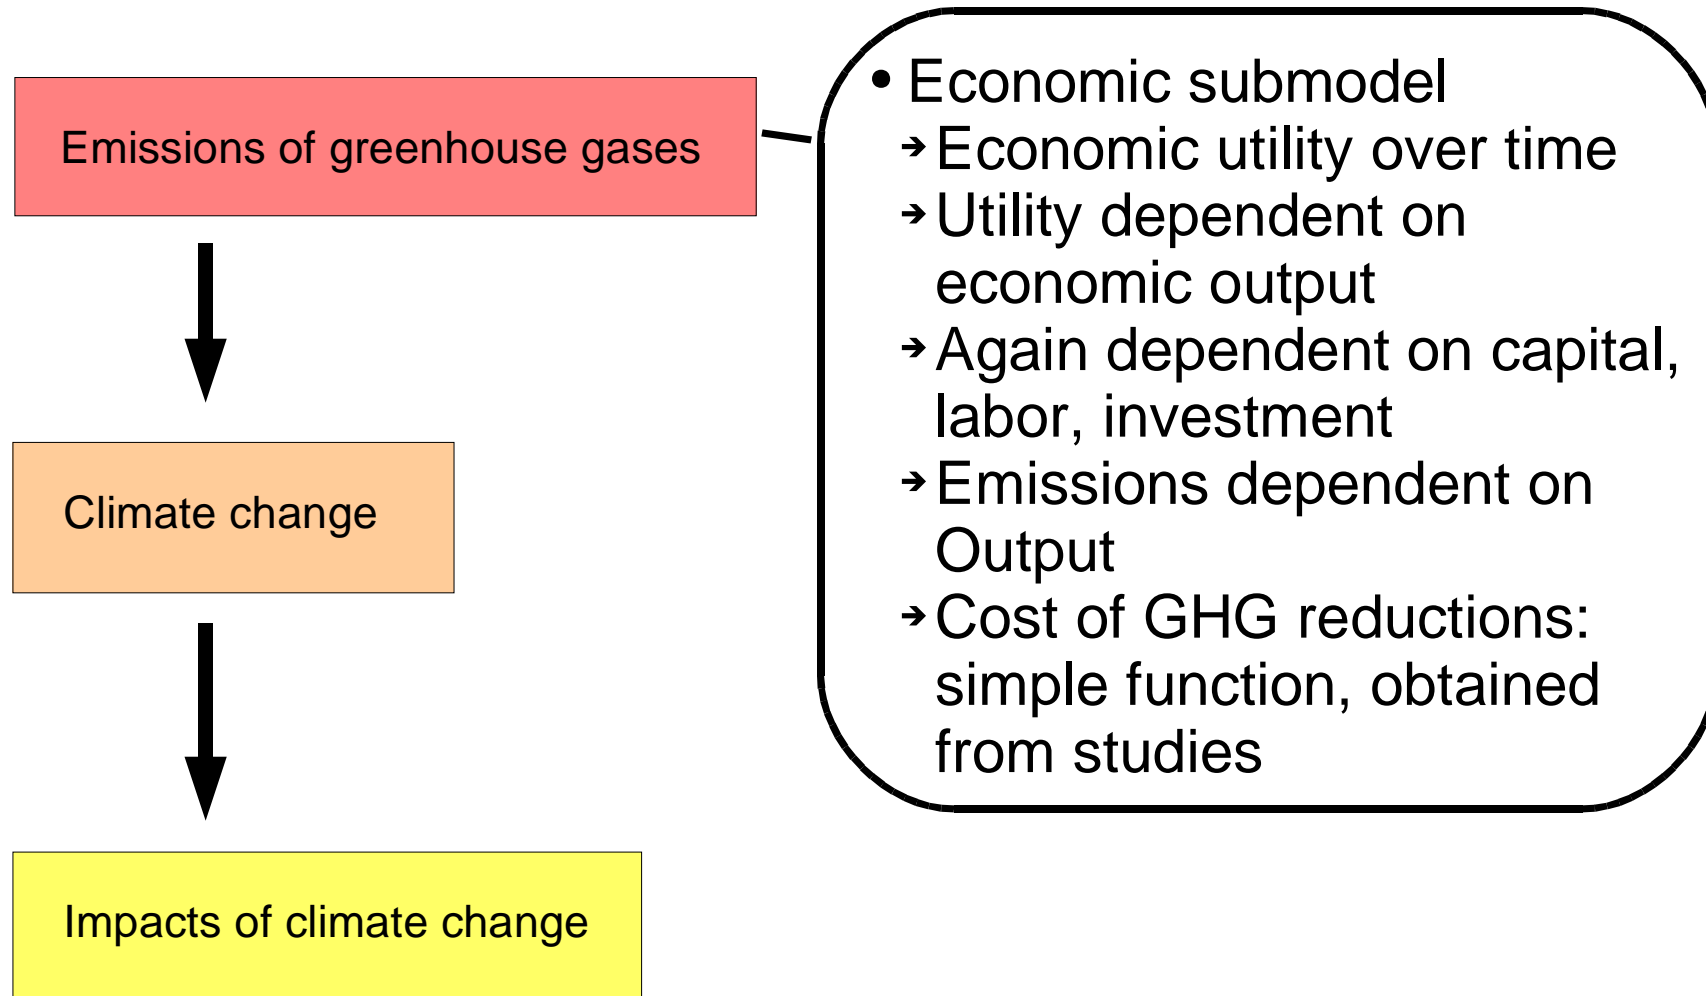 Emissions of greenhouse gases
Climate change
Impacts of climate change
• Economic submodel
➔ Economic utility over time
➔ Utility dependent on
economic output
➔ Again dependent on capital,
labor, investment
➔ Emissions dependent on
Output
➔ Cost of GHG reductions:
simple function, obtained
from studies